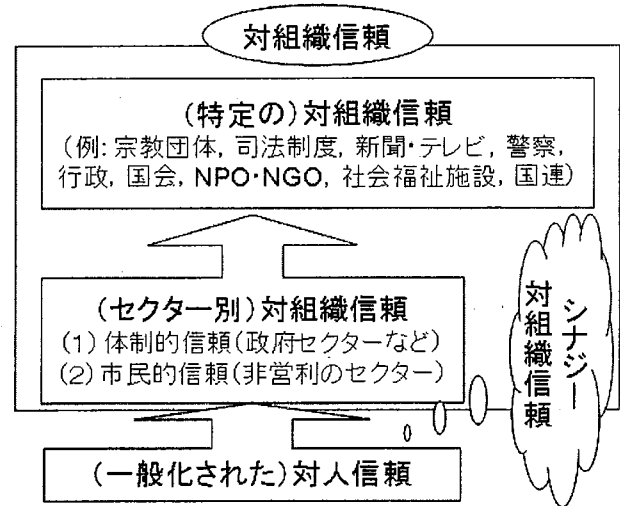 対組織信頼
(特定の)対組織信頼
(例: 宗教団体, 司法制度, 新聞・テレビ, 警察,
行政, 国会, NPO・NGO, 社会福祉施設, 国連)
(セクター別)対組織信頼
(1) 体制的信頼(政府セクターなど)
(2) 市民的信頼(非営利のセクター)
シナジー
対組織信頼
(一般化された)対人信頼